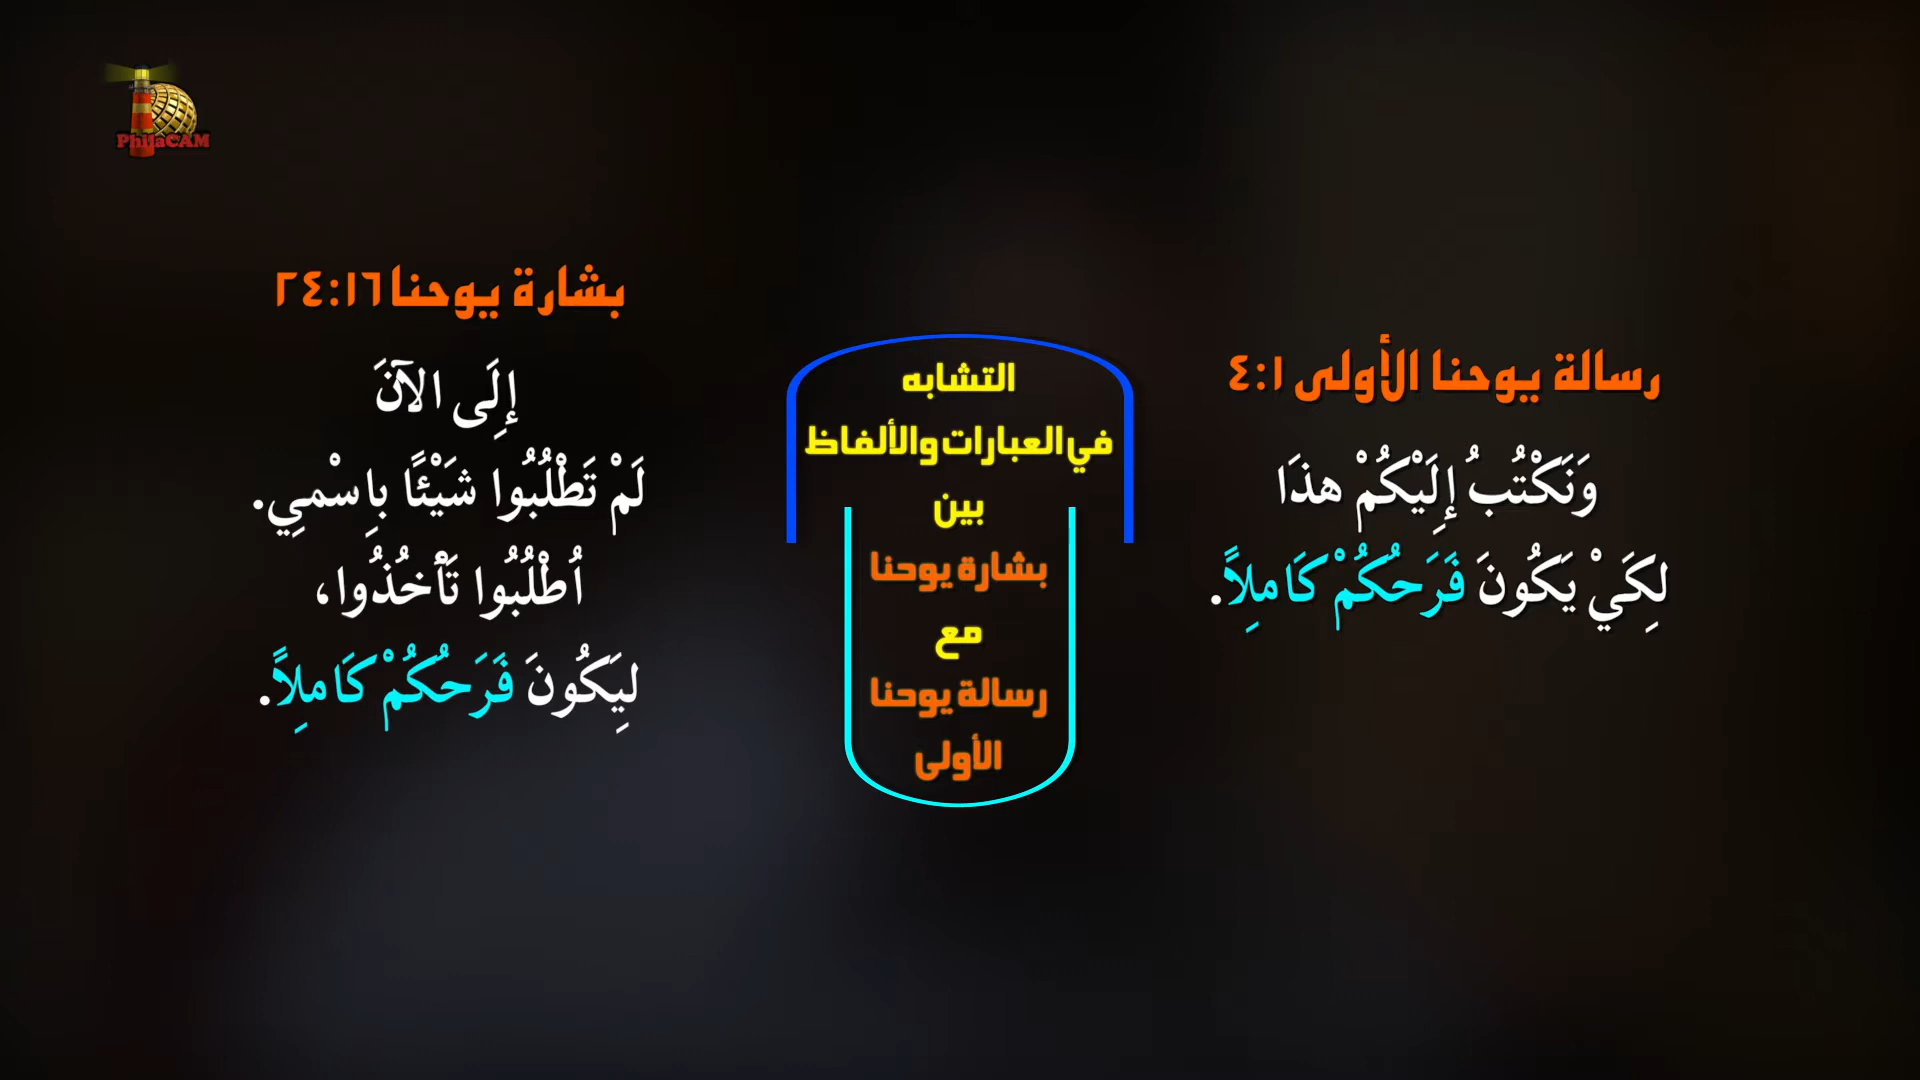 PhilaCAM
رسالة يوحنا الأولى ٤:١
وَنَكْتُبُ إِلَيْكُمْ هذَا
لِكَيْ يَكُونَ فَرَحُكُمْ كَامِلاً.
التشابه
في العبارات والألفاظ
بين
بشارة يوحنا
مع
رسالة يوحنا
الأولى
بشارة يوحنا ٢٤:١٦
إِلَى الآنَ
لَمْ تَطْلُبُوا شَيْئًا بِاسْمِي.
اُطْلُبُوا تَأْخُذُوا،
لِيَكُونَ فَرَحُكُمْ كَامِلاً.